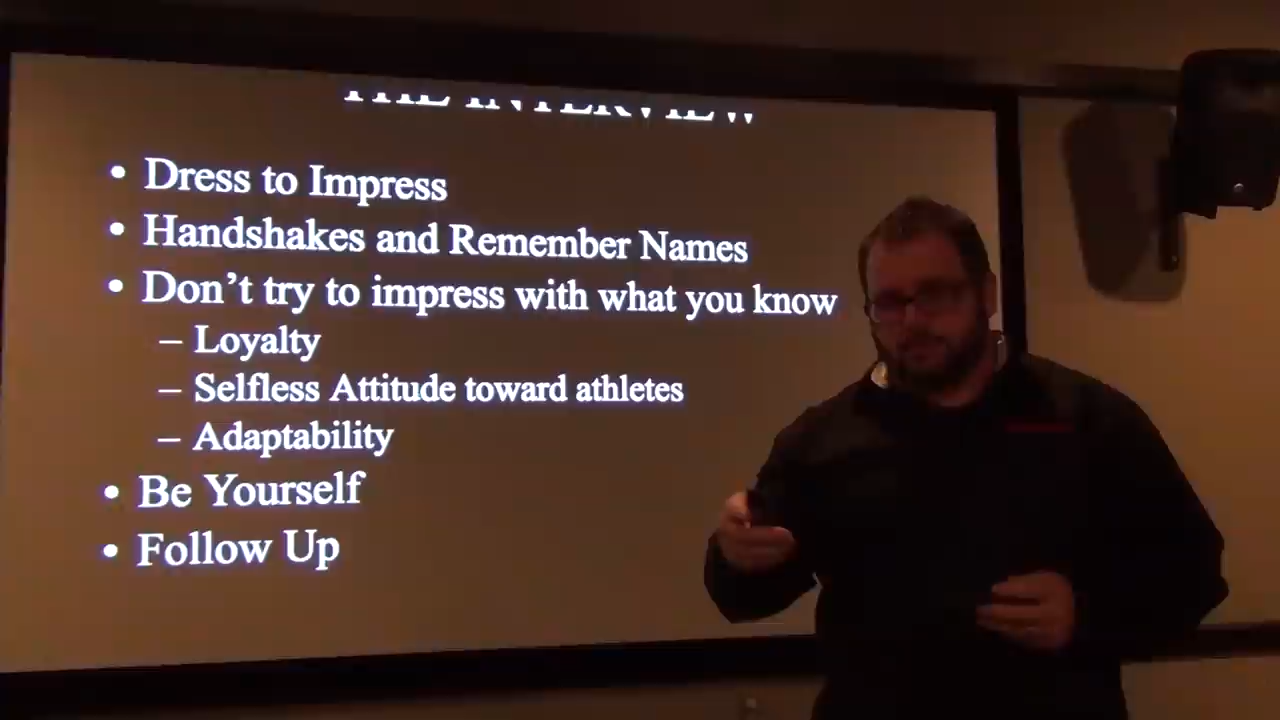 THE INTERVIEW
• Dress to Impress
• Handshakes and Remember Names
• Don’t try to impress with what you know
– Loyalty
– Selfless Attitude toward athletes
– Adaptability
• Be Yourself
• Follow Up